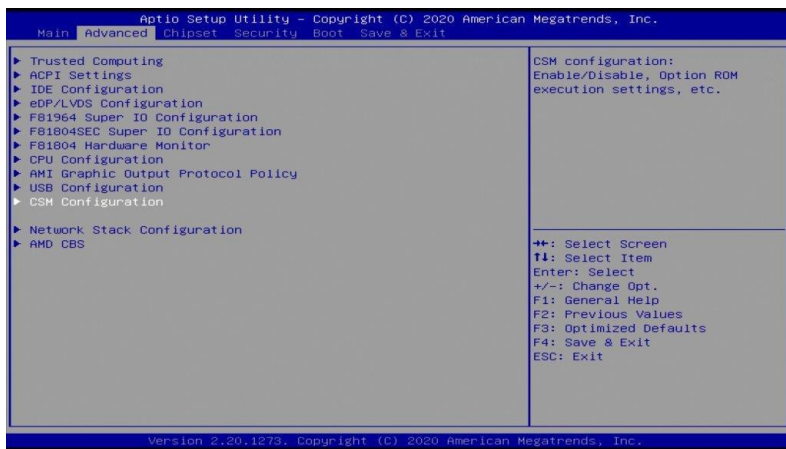 Aptio Setup Utility – Copyright (C) 2020 American Megatrends, Inc.
Main Advanced Chipset Security Boot Save & Exit
► Trusted Computing
► ACPI Settings
► IDE Configuration
► eDP/LVDS Configuration
► F81964 Super IO Configuration
► F81804SEC Super IO Configuration
► F81804 Hardware Monitor
► CPU Configuration
► AMI Graphic Output Protocol Policy
► USB Configuration
► CSM Configuration
► Network Stack Configuration
► AMD CBS
CSM configuration:
Enable/Disable, Option ROM
execution settings, etc.
→←: Select Screen
↑↓: Select Item
Enter: Select
+/-: Change Opt.
F1: General Help
F2: Previous Values
F3: Optimized Defaults
F4: Save & Exit
ESC: Exit
Version 2.20.1273. Copyright (C) 2020 American Megatrends, Inc.